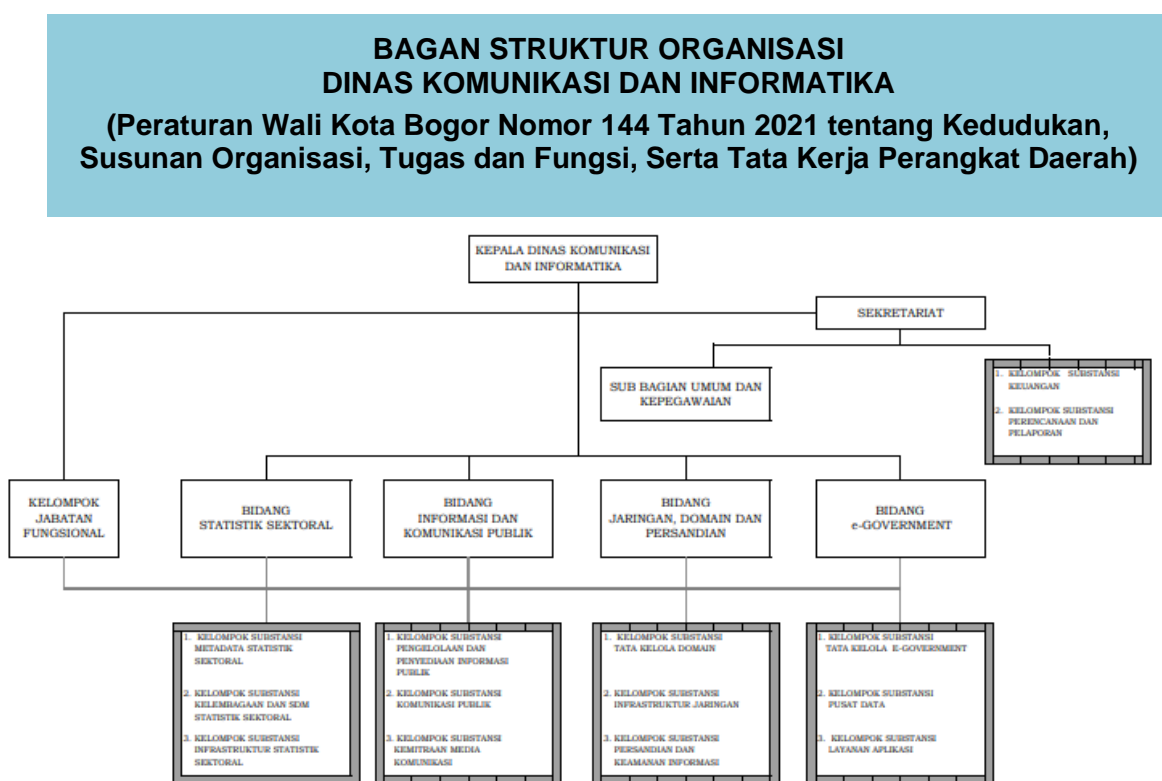 BAGAN STRUKTUR ORGANISASI
DINAS KOMUNIKASI DAN INFORMATIKA
(Peraturan Wali Kota Bogor Nomor 144 Tahun 2021 tentang Kedudukan,
Susunan Organisasi, Tugas dan Fungsi, Serta Tata Kerja Perangkat Daerah)
KEPALA DINAS KOMUNIKASI
DAN INFORMATIKA
SEKRETARIAT
SUB BAGIAN UMUM DAN
KEPEGAWAIAN
1. KELOMPOK SUBSTANSI
KEUANGAN
2. KELOMPOK SUBSTANSI
PERENCANAAN DAN
PELAPORAN
KELOMPOK
JABATAN
FUNGSIONAL
BIDANG
STATISTIK SEKTORAL
BIDANG
INFORMASI DAN
KOMUNIKASI PUBLIK
BIDANG
JARINGAN, DOMAIN DAN
PERSANDIAN
BIDANG
e-GOVERNMENT
1. KELOMPOK SUBSTANSI
METADATA STATISTIK
SEKTORAL
2. KELOMPOK SUBSTANSI
KELEMBAGAAN DAN SDM
STATISTIK SEKTORAL
3. KELOMPOK SUBSTANSI
INFRASTRUKTUR STATISTIK
SEKTORAL
1. KELOMPOK SUBSTANSI
PENGELOLAAN DAN
PENYEDIAAN INFORMASI
PUBLIK
2. KELOMPOK SUBSTANSI
KOMUNIKASI PUBLIK
3. KELOMPOK SUBSTANSI
KEMITRAAN MEDIA
KOMUNIKASI
1. KELOMPOK SUBSTANSI
TATA KELOLA DOMAIN
2. KELOMPOK SUBSTANSI
INFRASTRUKTUR JARINGAN
3. KELOMPOK SUBSTANSI
PERSANDIAN DAN
KEAMANAN INFORMASI
1. KELOMPOK SUBSTANSI
TATA KELOLA E-GOVERNMENT
2. KELOMPOK SUBSTANSI
PUSAT DATA
3. KELOMPOK SUBSTANSI
LAYANAN APLIKASI